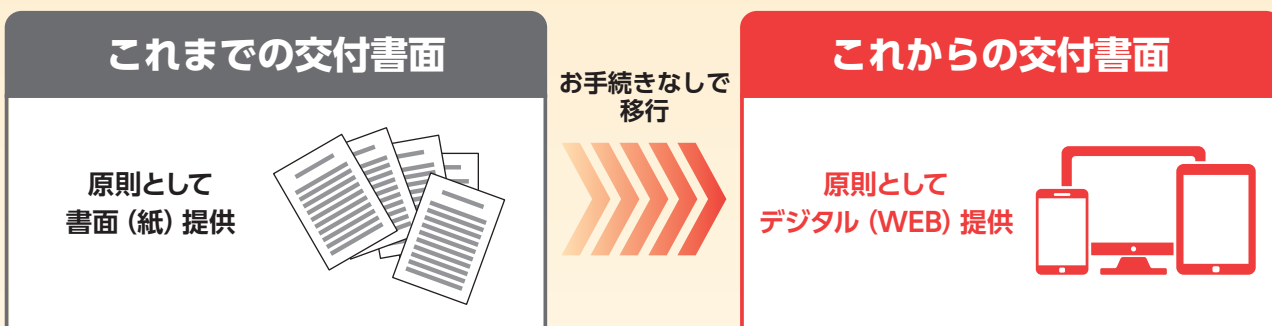 これまでの交付書面
原則として
書面（紙）提供
お手続きなしで
移行
これからの交付書面
原則として
デジタル（WEB）提供